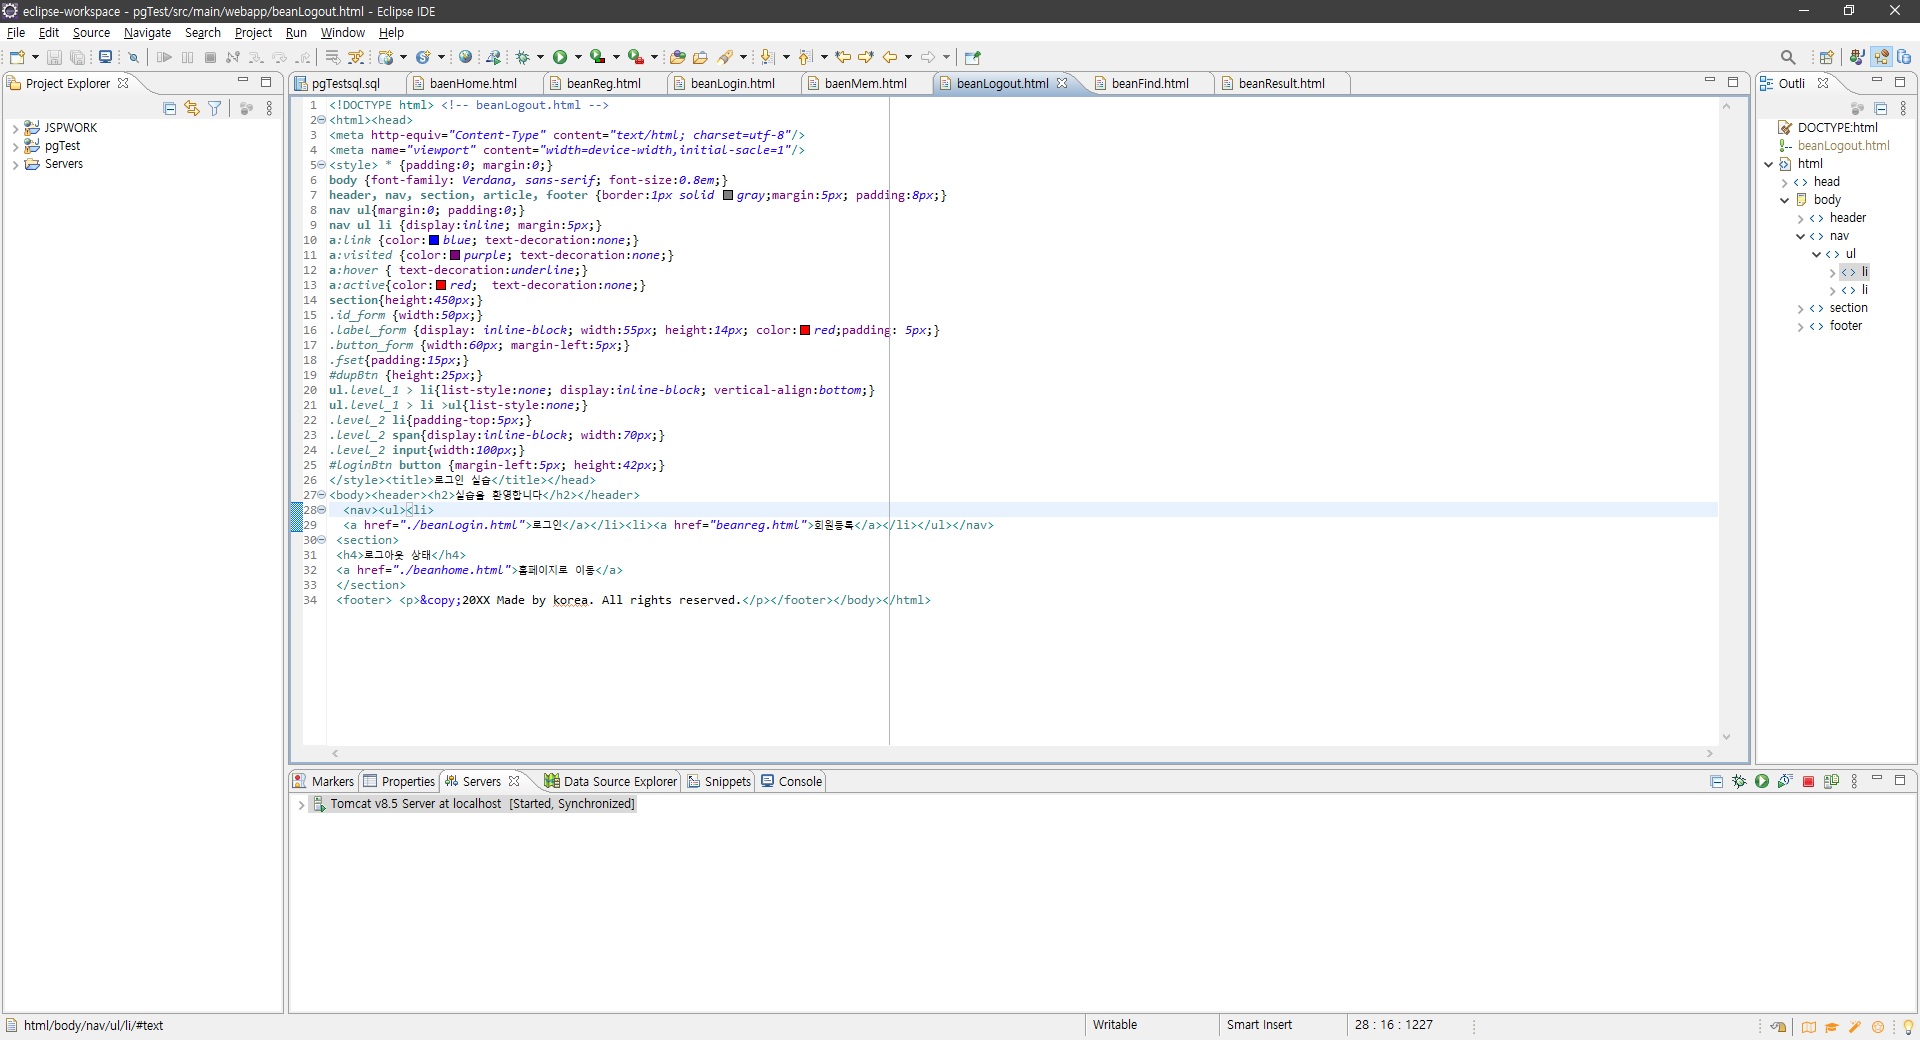 eclipse-workspace - pgTest/src/main/webapp/beanLogout.html - Eclipse IDE
File Edit Source Navigate Search Project Run Window Help
Project Explorer
JSPWORK
pgTest
Servers
pgTestsql.sql baenHome.html beanReg.html beanLogin.html baenMem.html beanLogout.html beanFind.html beanResult.html
1 <!DOCTYPE html> <!-- beanLogout.html -->
2 <html><head>
3 <meta http-equiv="Content-Type" content="text/html; charset=utf-8"/>
4 <meta name="viewport" content="width=device-width,initial-sacle=1"/>
5 <style> * {padding:0; margin:0;}
6 body {font-family: Verdana, sans-serif; font-size:0.8em;}
7 header, nav, section, article, footer {border:1px solid gray;margin:5px; padding:8px;}
8 nav ul{margin:0; padding:0;}
9 nav ul li {display:inline; margin:5px;}
10 a:link {color:blue; text-decoration:none;}
11 a:visited {color:purple; text-decoration:none;}
12 a:hover { text-decoration:underline;}
13 a:active{color:red;  text-decoration:none;}
14 section{height:450px;}
15 .id_form {width:50px;}
16 .label_form {display: inline-block; width:55px; height:14px; color:red;padding: 5px;}
17 .button_form {width:60px; margin-left:5px;}
18 .fset{padding:15px;}
19 #dupBtn {height:25px;}
20 ul.level_1 > li{list-style:none; display:inline-block; vertical-align:bottom;}
21 ul.level_1 > li >ul{list-style:none;}
22 .level_2 li{padding-top:5px;}
23 .level_2 span{display:inline-block; width:70px;}
24 .level_2 input{width:100px;}
25 #loginBtn button {margin-left:5px; height:42px;}
26 </style><title>로그인 실습</title></head>
27 <body><header><h2>실습을 환영합니다</h2></header>
28 <nav><ul><li>
29 <a href="./beanLogin.html">로그인</a></li><li><a href="beanreg.html">회원등록</a></li></ul></nav>
30 <section>
31 <h4>로그아웃 상태</h4>
32 <a href="./beanhome.html">홈페이지로 이동</a>
33 </section>
34 <footer> <p>&copy;20XX Made by korea. All rights reserved.</p></footer></body></html>
Outli
DOCTYPE:html
beanLogout.html
html
head
body
header
nav
ul
li
li
section
footer
Markers Properties Servers Data Source Explorer Snippets Console
Tomcat v8.5 Server at localhost [Started, Synchronized]
html/body/nav/ul/li/#text Writable Smart Insert 28 : 16 : 1227